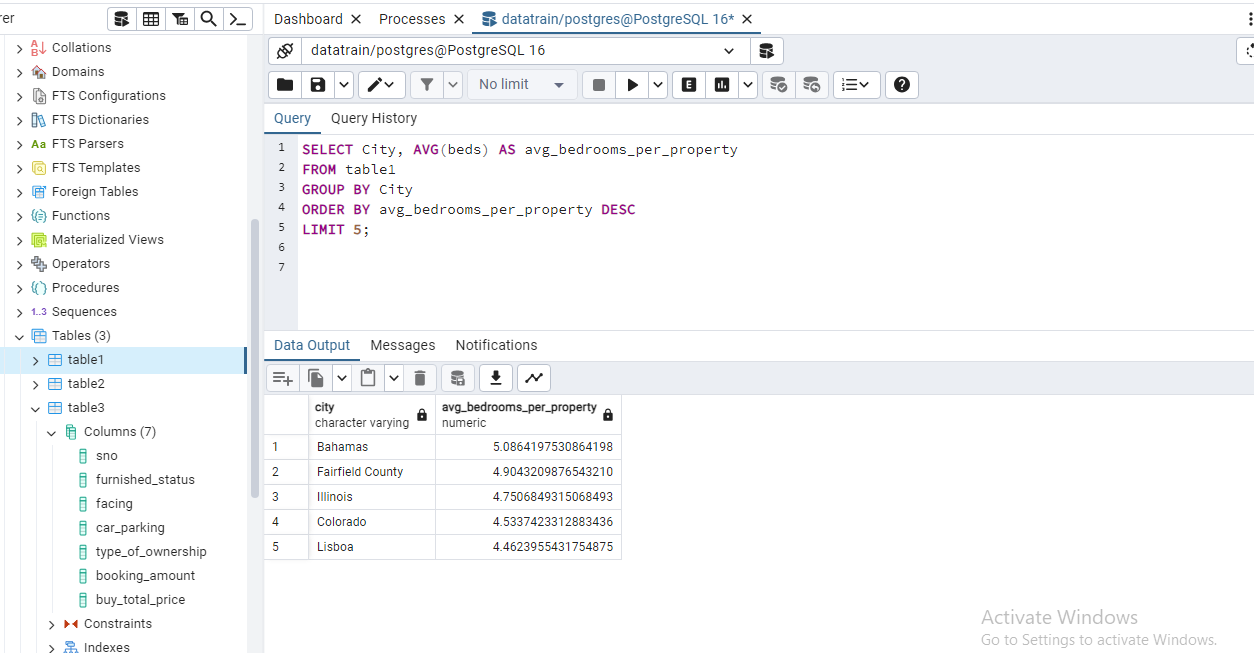 rer
Dashboard
Processes
datatrain/postgres@PostgreSQL 16*
datatrain/postgres@PostgreSQL 16
No limit
E
Query
Query History
1 SELECT City, AVG(beds) AS avg_bedrooms_per_property
2 FROM table1
3 GROUP BY City
4 ORDER BY avg_bedrooms_per_property DESC
5 LIMIT 5;
6
7
Collations
Domains
FTS Configurations
FTS Dictionaries
Aa FTS Parsers
FTS Templates
Foreign Tables
Functions
Materialized Views
Operators
Procedures
1..3 Sequences
Tables (3)
table1
table2
table3
Columns (7)
sno
furnished_status
facing
car_parking
type_of_ownership
booking_amount
buy_total_price
Constraints
Indexes
Data Output
Messages
Notifications
city avg_bedrooms_per_property
character varying numeric
1 Bahamas 5.0864197530864198
2 Fairfield County 4.9043209876543210
3 Illinois 4.7506849315068493
4 Colorado 4.5337423312883436
5 Lisboa 4.4623955431754875
Activate Windows
Go to Settings to activate Windows.